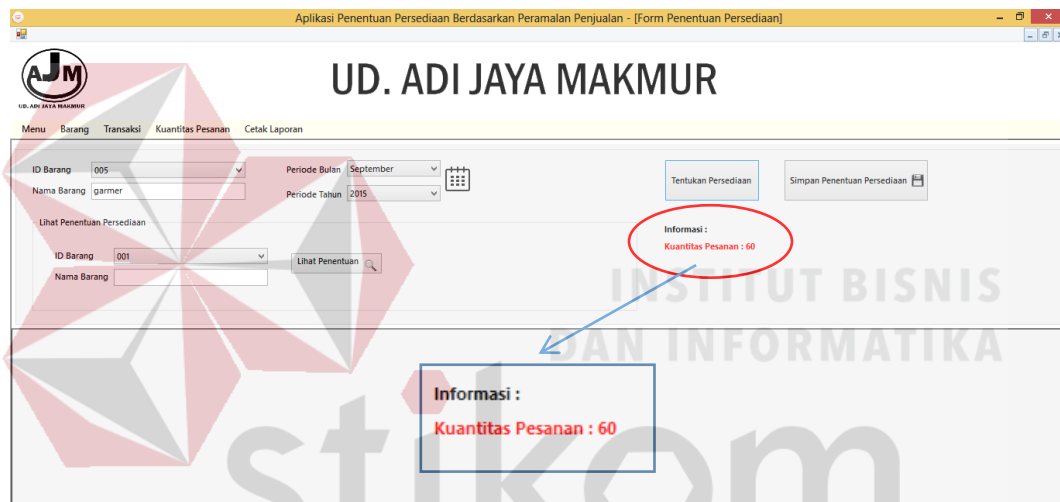 Aplikasi Penentuan Persediaan Berdasarkan Peramalan Penjualan - [Form Penentuan Persediaan]
AJM
UD. ADI JAYA MAKMUR
UD. ADI JAYA MAKMUR
Menu Barang Transaksi Kuantitas Pesanan Cetak Laporan
ID Barang 005 Periode Bulan September
Nama Barang garmer Periode Tahun 2015
Tentukan Persediaan Simpan Penentuan Persediaan
Lihat Penentuan Persediaan
ID Barang 001 Lihat Penentuan
Nama Barang
Informasi :
Kuantitas Pesanan : 60
INSTITUT BISNIS
DAN INFORMATIKA
Informasi :
Kuantitas Pesanan : 60
stikom